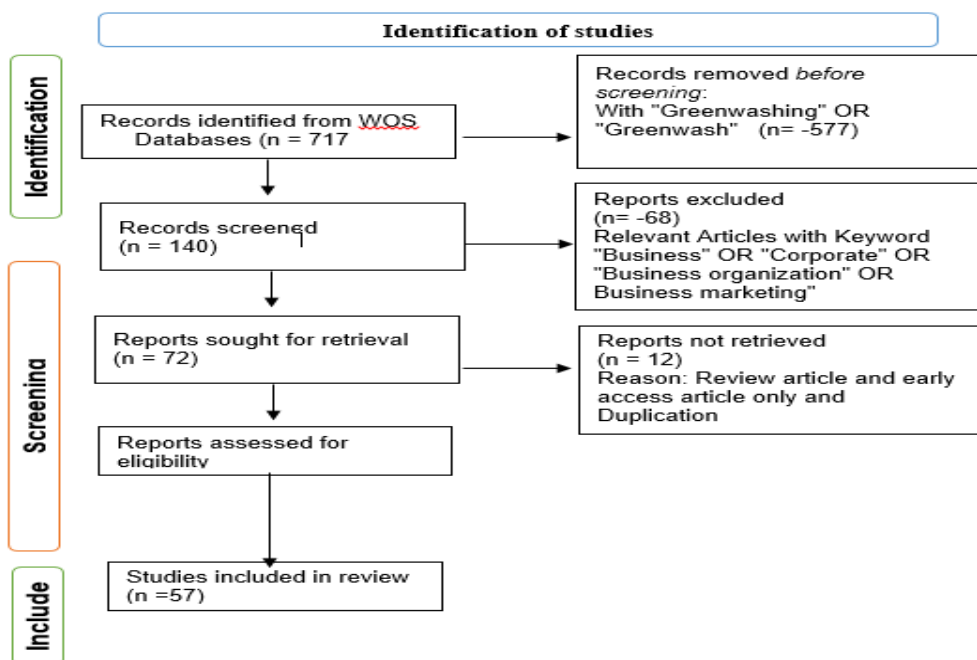 Identification of studies
Identification
Records identified from WOS
Databases (n = 717
Records removed before
screening:
With "Greenwashing" OR
"Greenwash" (n= -577)
Records screened
(n = 140)
Reports excluded
(n= -68)
Relevant Articles with Keyword
"Business" OR "Corporate" OR
"Business organization" OR
Business marketing"
Screening
Reports sought for retrieval
(n = 72)
Reports not retrieved
(n = 12)
Reason: Review article and early
access article only and
Duplication
Reports assessed for
eligibility
Include
Studies included in review
(n =57)